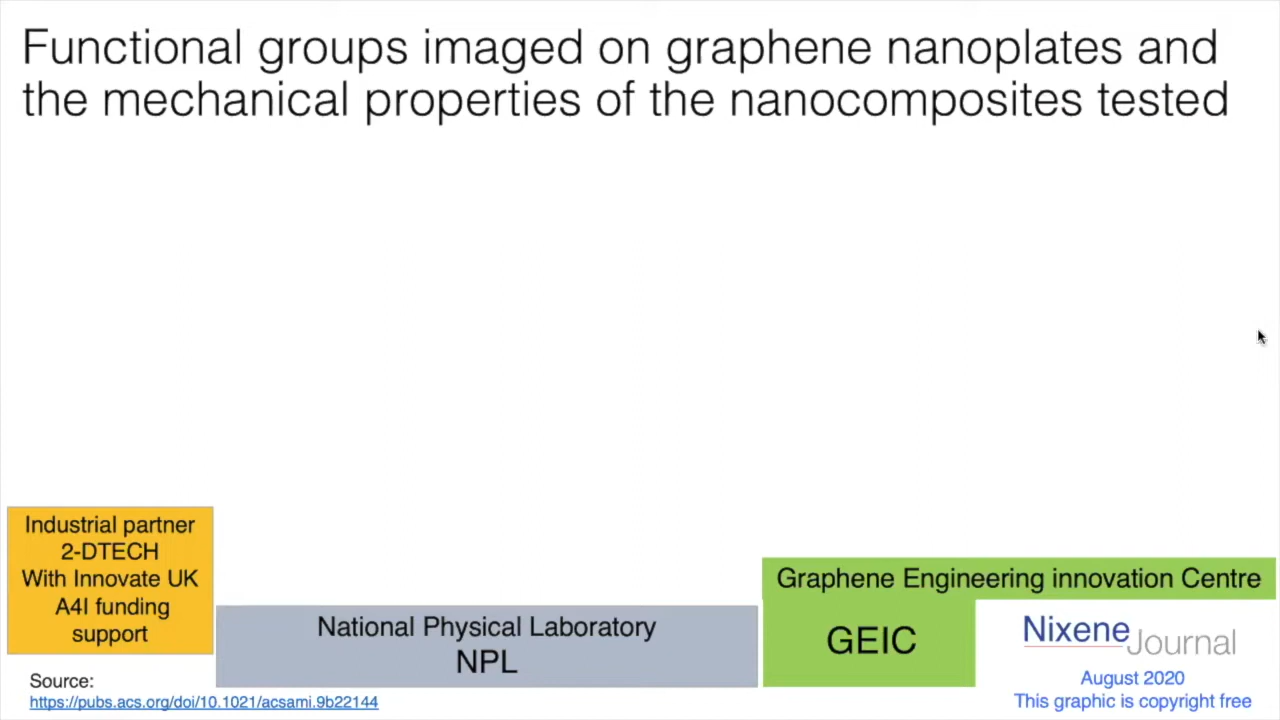 Functional groups imaged on graphene nanoplates and
the mechanical properties of the nanocomposites tested
Industrial partner
2-DTECH
With Innovate UK
A4I funding
support
National Physical Laboratory
NPL
Graphene Engineering innovation Centre
GEIC
Nixene Journal
August 2020
This graphic is copyright free
Source:
https://pubs.acs.org/doi/10.1021/acsami.9b22144